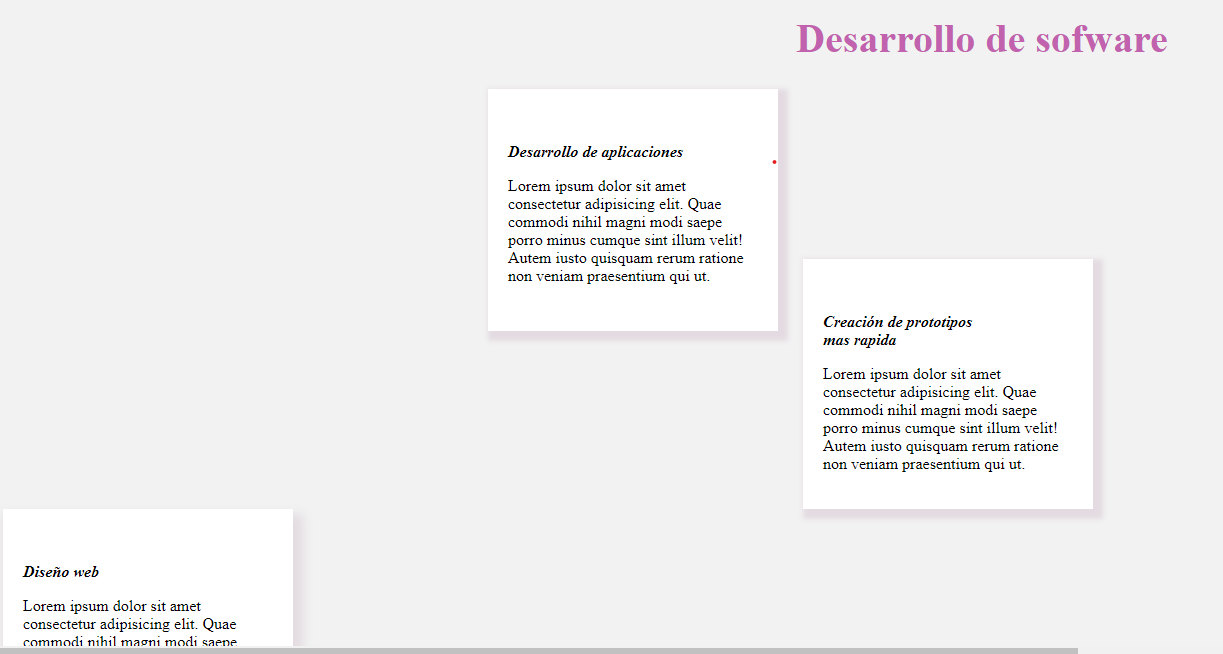 Desarrollo de sofware
Desarrollo de aplicaciones
Lorem ipsum dolor sit amet
consectetur adipisicing elit. Quae
commodi nihil magni modi saepe
porro minus cumque sint illum velit!
Autem iusto quisquam rerum ratione
non veniam praesentium qui ut.
Creación de prototipos
mas rapida
Lorem ipsum dolor sit amet
consectetur adipisicing elit. Quae
commodi nihil magni modi saepe
porro minus cumque sint illum velit!
Autem iusto quisquam rerum ratione
non veniam praesentium qui ut.
Diseño web
Lorem ipsum dolor sit amet
consectetur adipisicing elit. Quae
commodi nihil magni modi saepe